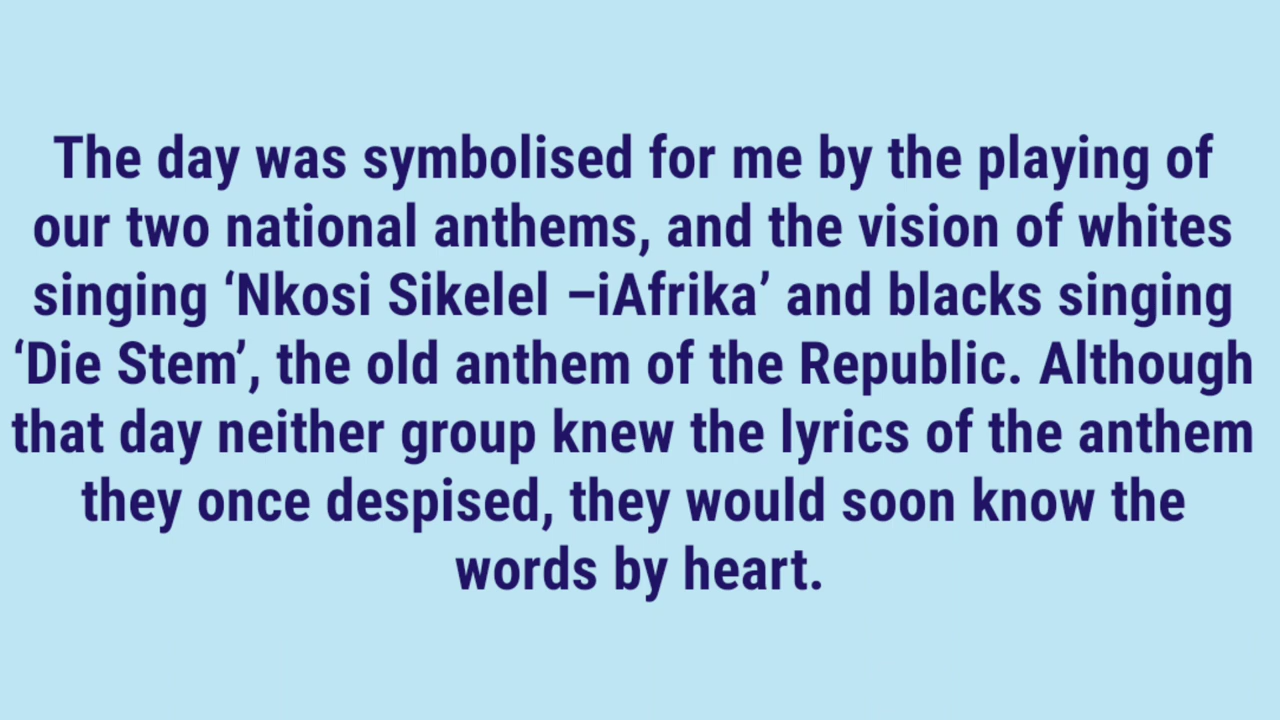 The day was symbolised for me by the playing of
our two national anthems, and the vision of whites
singing ‘Nkosi Sikelel –iAfrika’ and blacks singing
‘Die Stem’, the old anthem of the Republic. Although
that day neither group knew the lyrics of the anthem
they once despised, they would soon know the
words by heart.